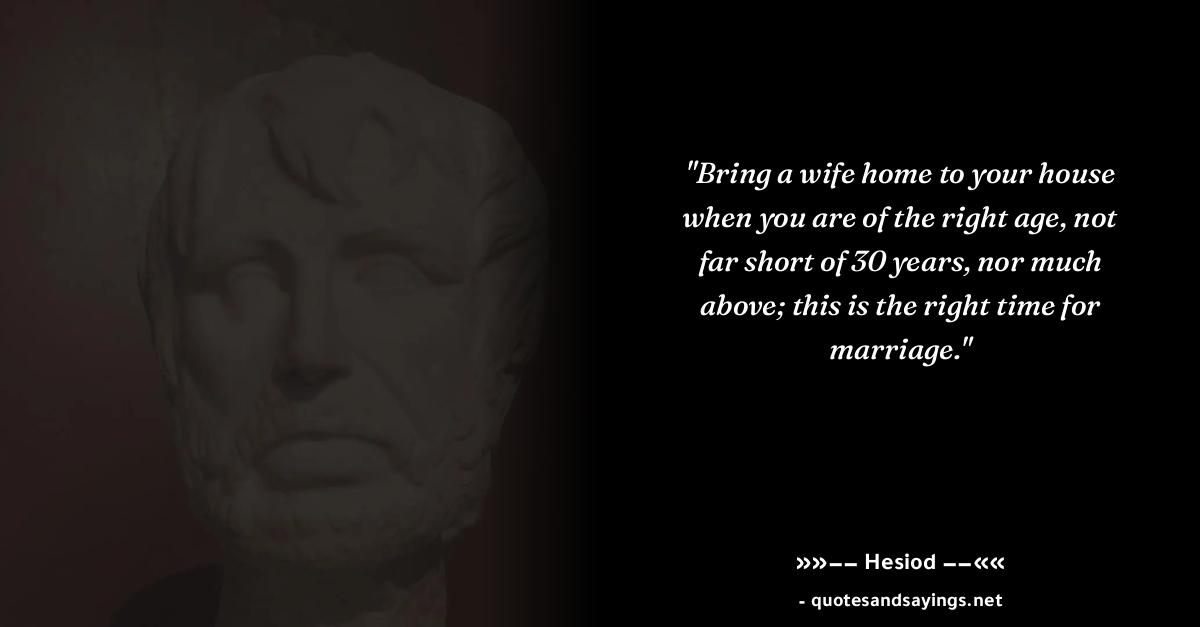 "Bring a wife home to your house
when you are of the right age, not
far short of 30 years, nor much
above; this is the right time for
marriage."
»»−− Hesiod −−««
- quotesandsayings.net